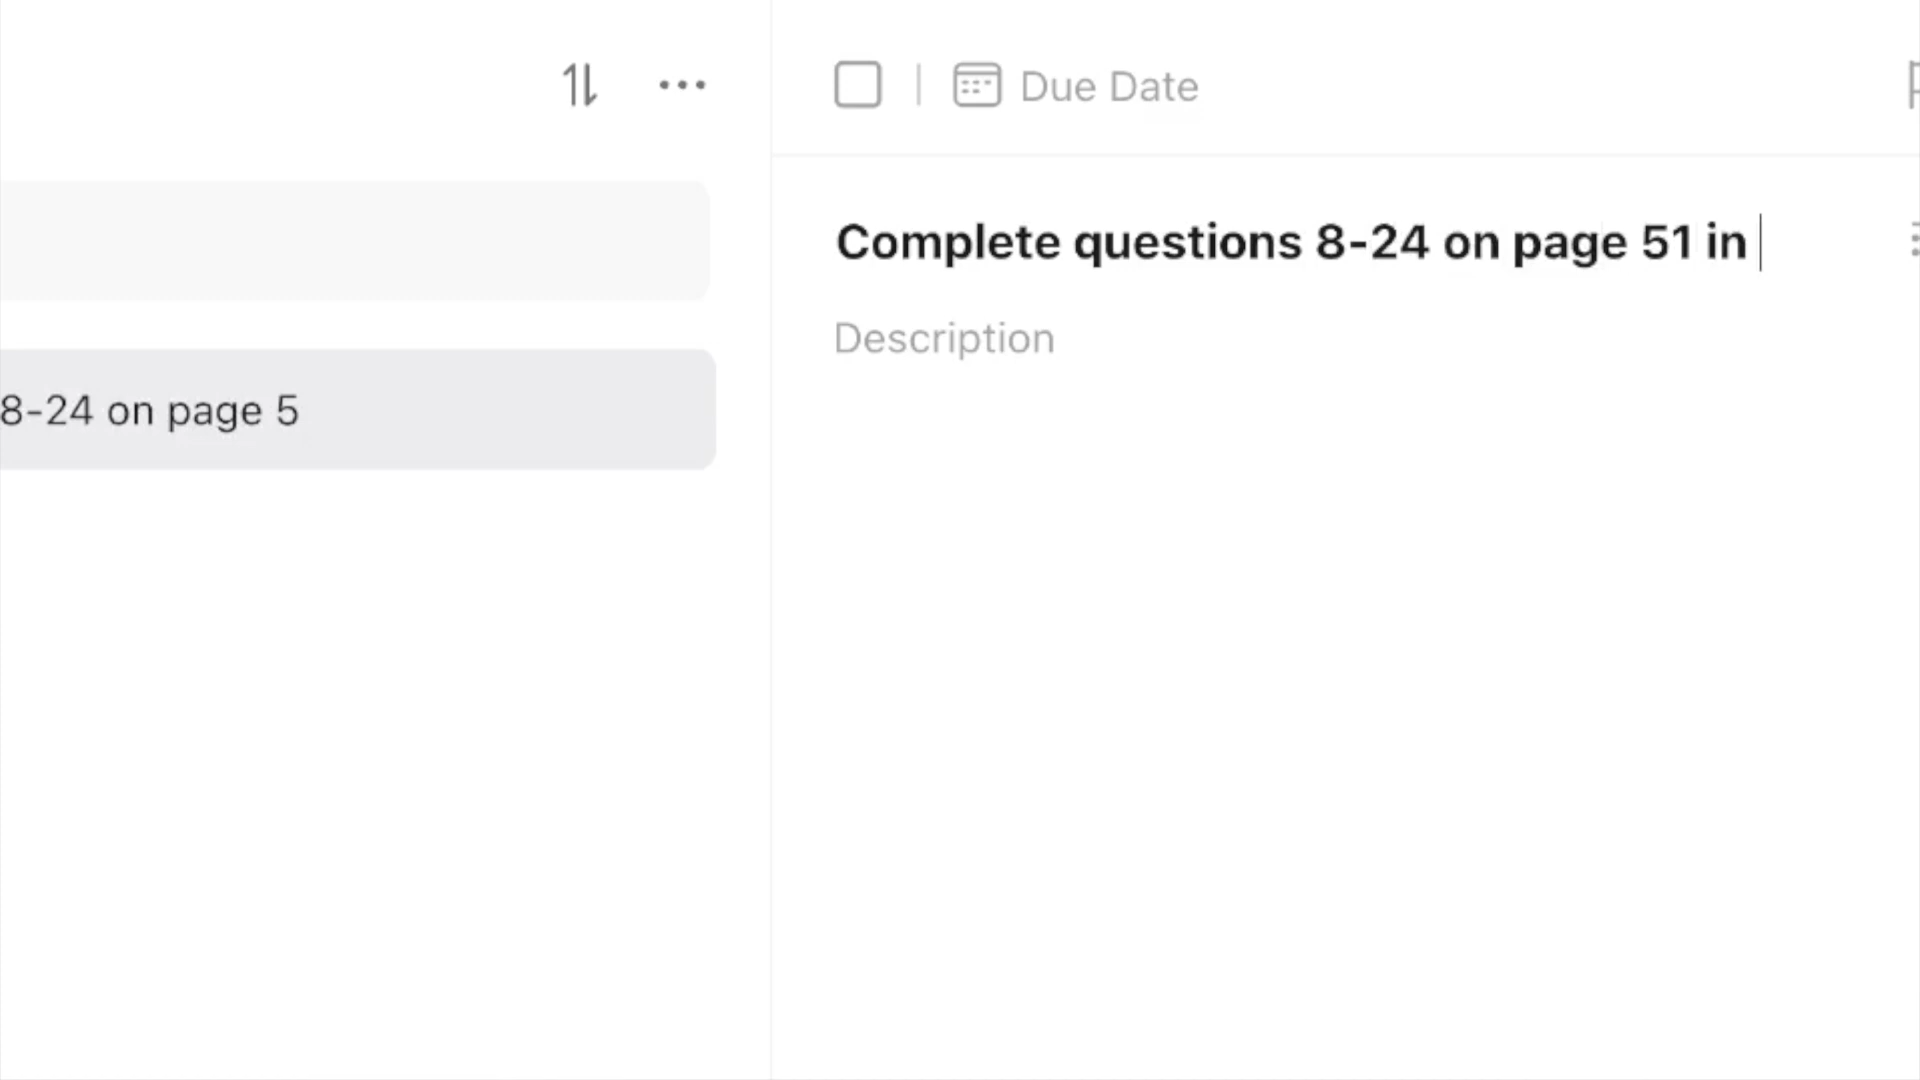 Due Date
Complete questions 8-24 on page 51 in
Description
8-24 on page 5